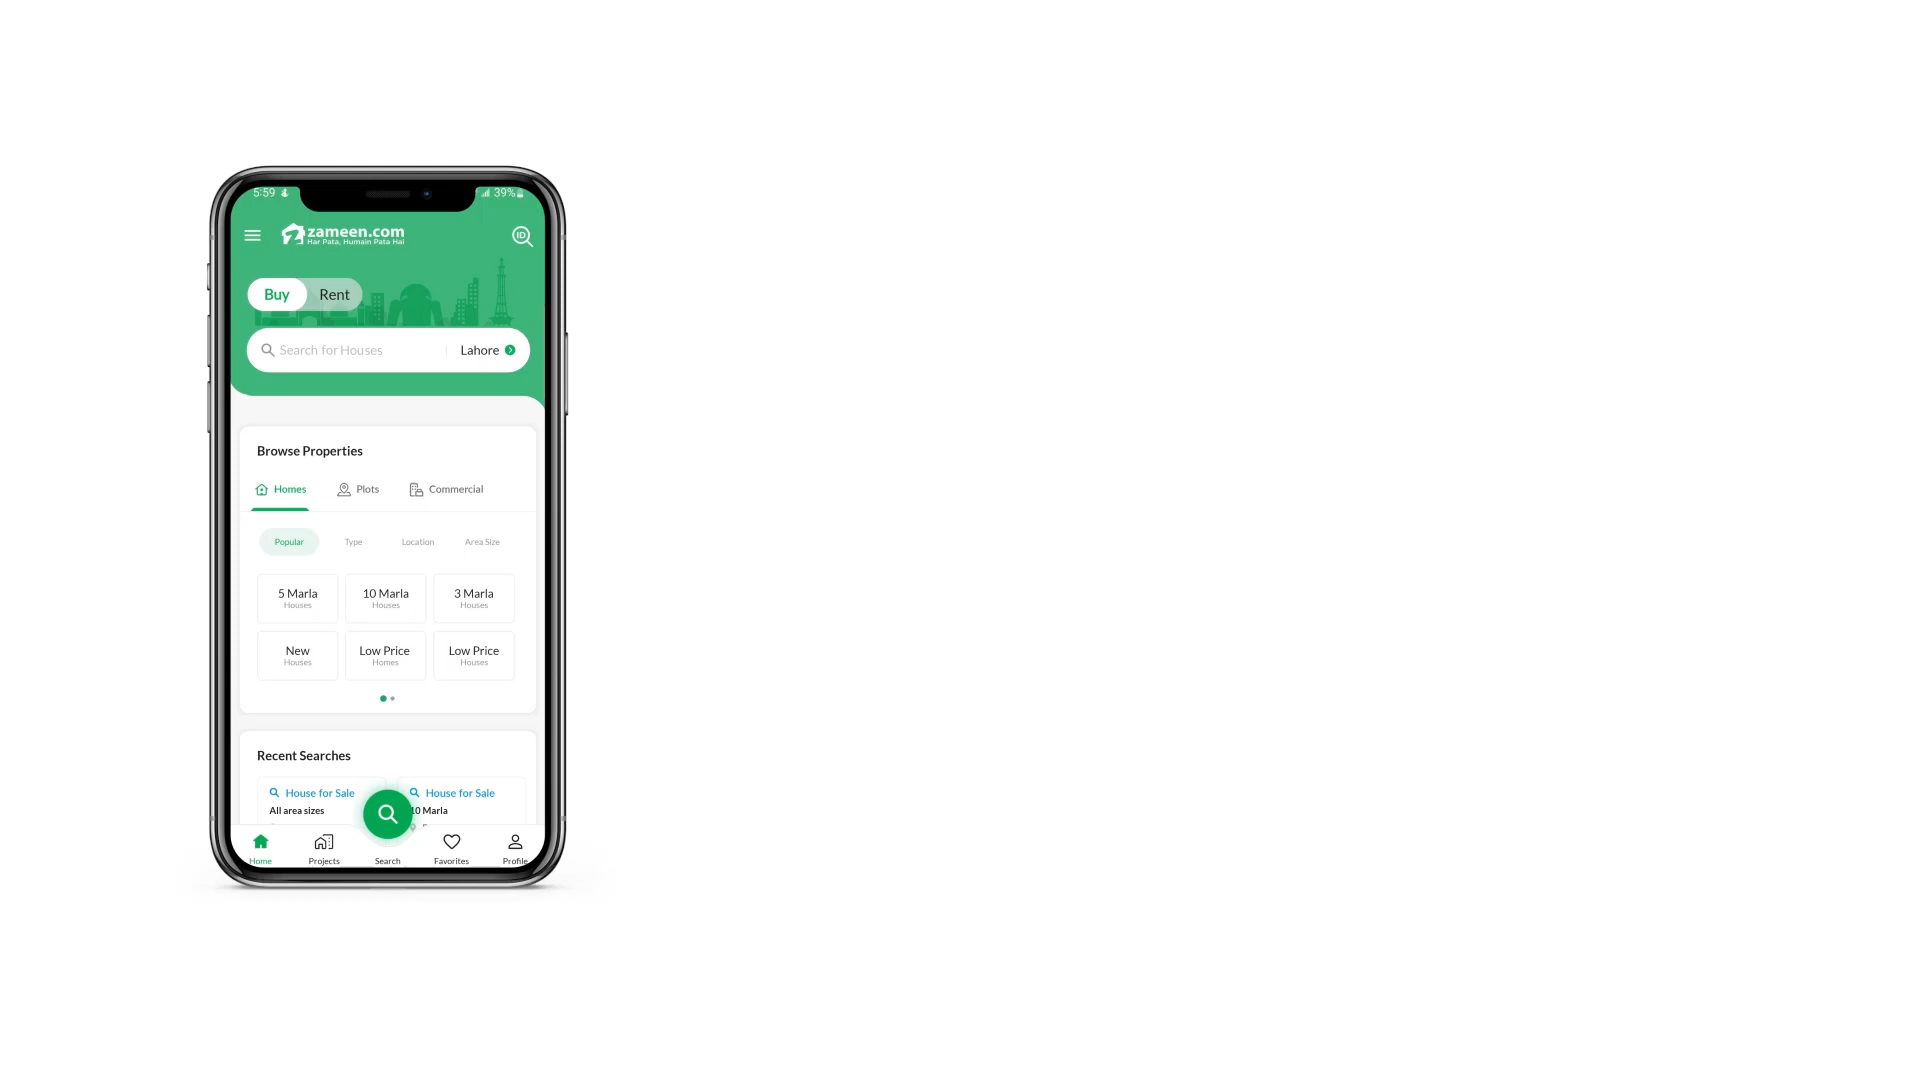 5:59
39%
zameen.com
Har Pata, Humain Pata Hai
ID
Buy
Rent
Search for Houses
Lahore
Browse Properties
Homes
Plots
Commercial
Popular
Type
Location
Area Size
5 Marla
Houses
10 Marla
Houses
3 Marla
Houses
New
Houses
Low Price
Homes
Low Price
Houses
Recent Searches
House for Sale
All area sizes
House for Sale
10 Marla
Home
Projects
Search
Favorites
Profile